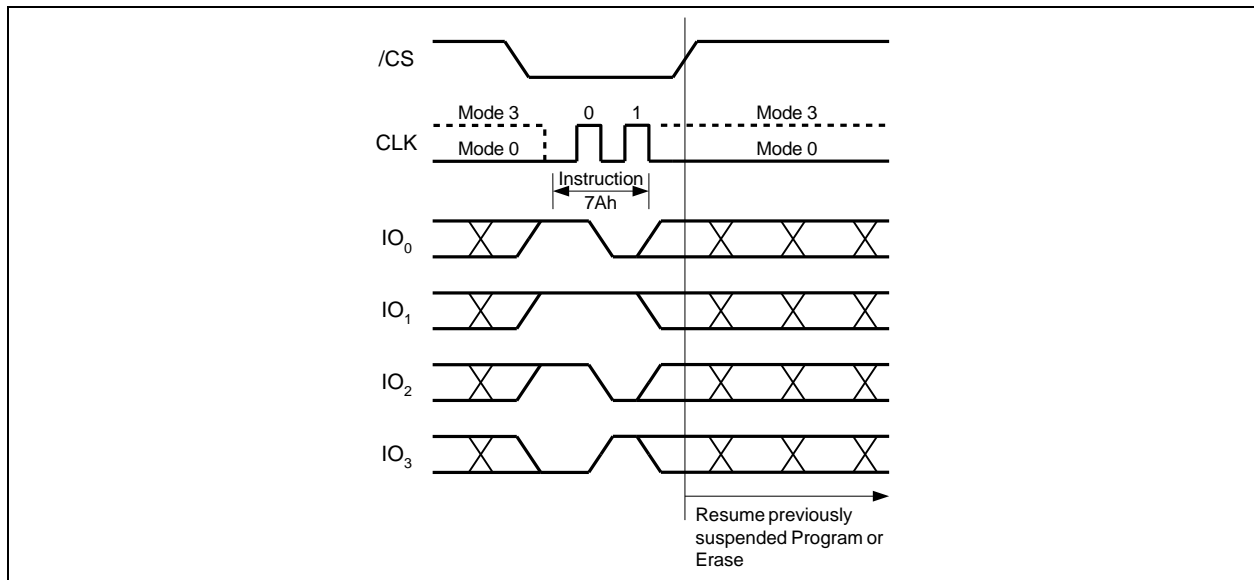 /CS
Mode 3 0 1 Mode 3
CLK
Mode 0 Mode 0
Instruction
7Ah
IO0
IO1
IO2
IO3
Resume previously
suspended Program or
Erase